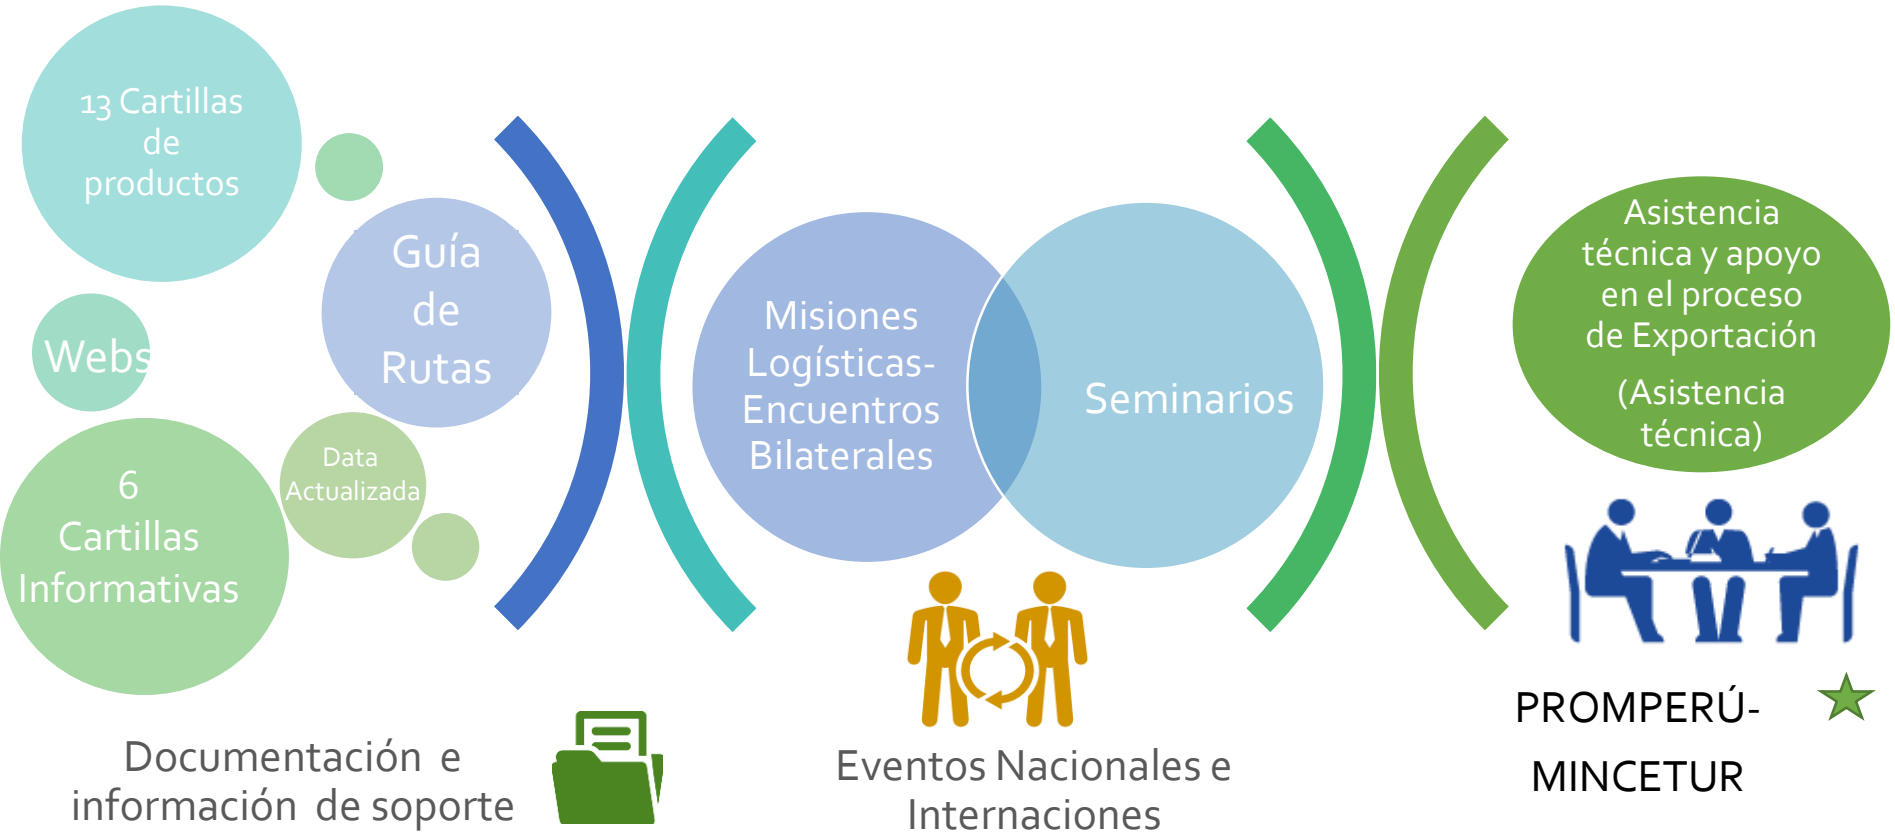 13 Cartillas
de
productos
Guía
de
Rutas
Webs
Data
Actualizada
6
Cartillas
Informativas
Documentación e
información de soporte
Misiones
Logísticas-
Encuentros
Bilaterales
Seminarios
Eventos Nacionales e
Internaciones
Asistencia
técnica y apoyo
en el proceso
de Exportación
(Asistencia
técnica)
PROMPERÚ-
MINCETUR